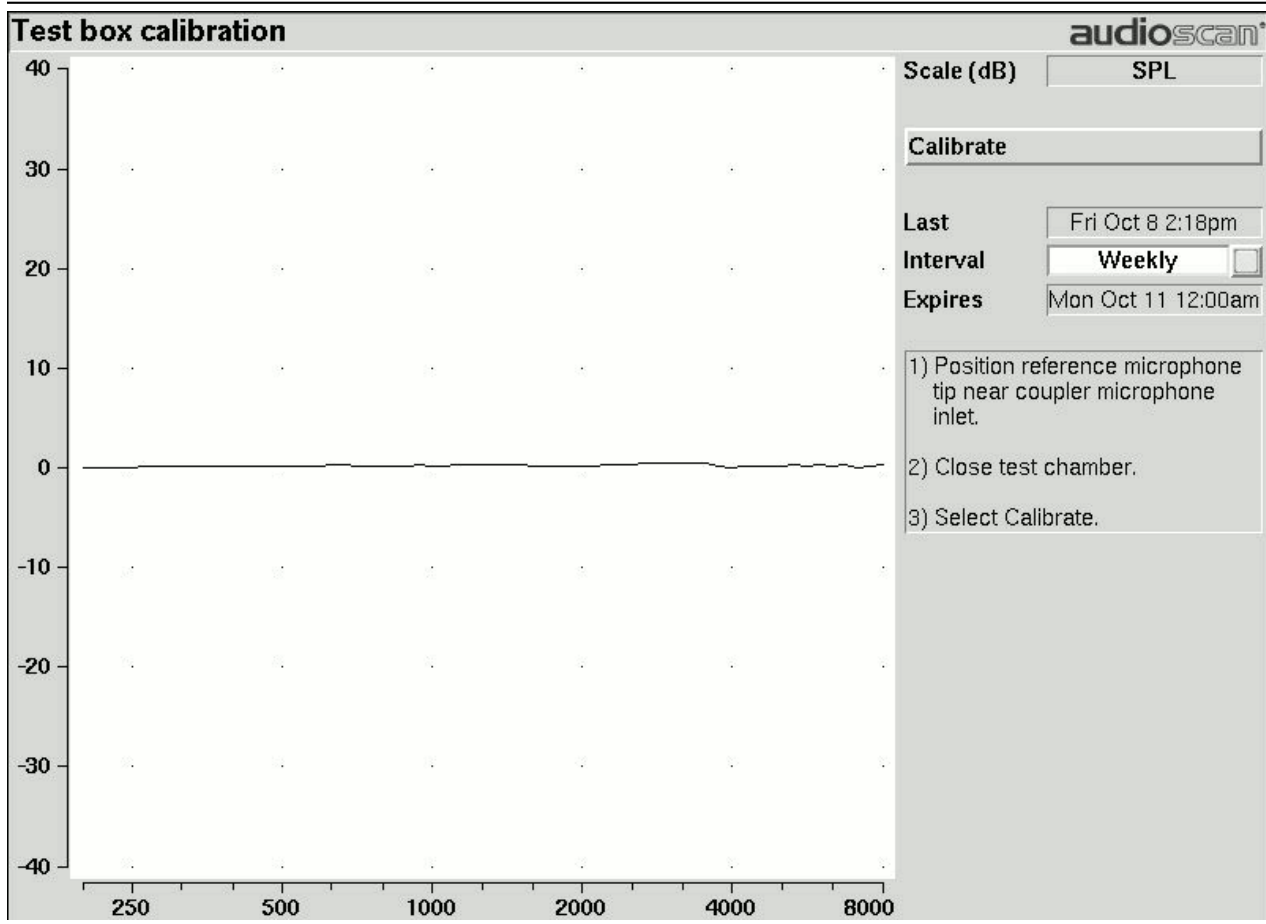 Test box calibration
audioscan
40
30
20
10
0
-10
-20
-30
-40
250 500 1000 2000 4000 8000
Scale (dB) SPL
Calibrate
Last Fri Oct 8 2:18pm
Interval Weekly
Expires Mon Oct 11 12:00am
1) Position reference microphone
tip near coupler microphone
inlet.
2) Close test chamber.
3) Select Calibrate.